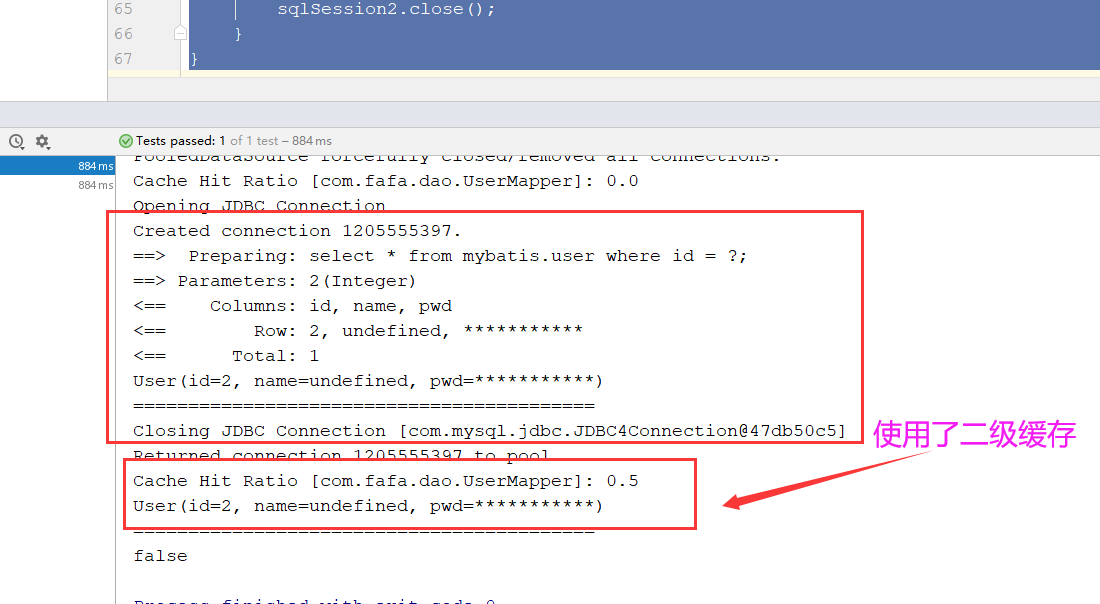 65 sqlSession2.close();
66 }
67 }
Tests passed: 1 of 1 test – 884 ms
884 ms
884 ms
PooledDataSource forcefully closed/removed all connections.
Cache Hit Ratio [com.fafa.dao.UserMapper]: 0.0
Opening JDBC Connection
Created connection 1205555397.
==>  Preparing: select * from mybatis.user where id = ?;
==> Parameters: 2(Integer)
<==    Columns: id, name, pwd
<==        Row: 2, undefined, ***********
<==      Total: 1
User(id=2, name=undefined, pwd=***********)
==========================================
Closing JDBC Connection [com.mysql.jdbc.JDBC4Connection@47db50c5]
使用了二级缓存
Returned connection 1205555397 to pool.
Cache Hit Ratio [com.fafa.dao.UserMapper]: 0.5
User(id=2, name=undefined, pwd=***********)
==========================================
false
Process finished with exit code 0